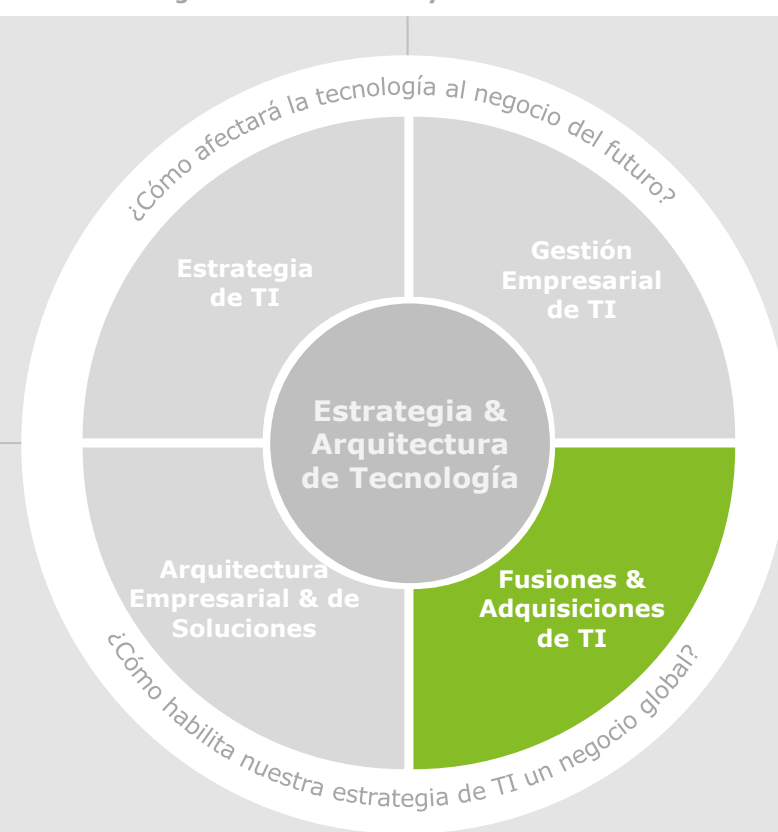 ¿Cómo afectará la tecnología al negocio del futuro?
Estrategia
de TI
Gestión
Empresarial
de TI
Estrategia &
Arquitectura
de Tecnología
Arquitectura
Empresarial & de
Soluciones
Fusiones &
Adquisiciones
de TI
¿Cómo habilita nuestra estrategia de TI un negocio global?